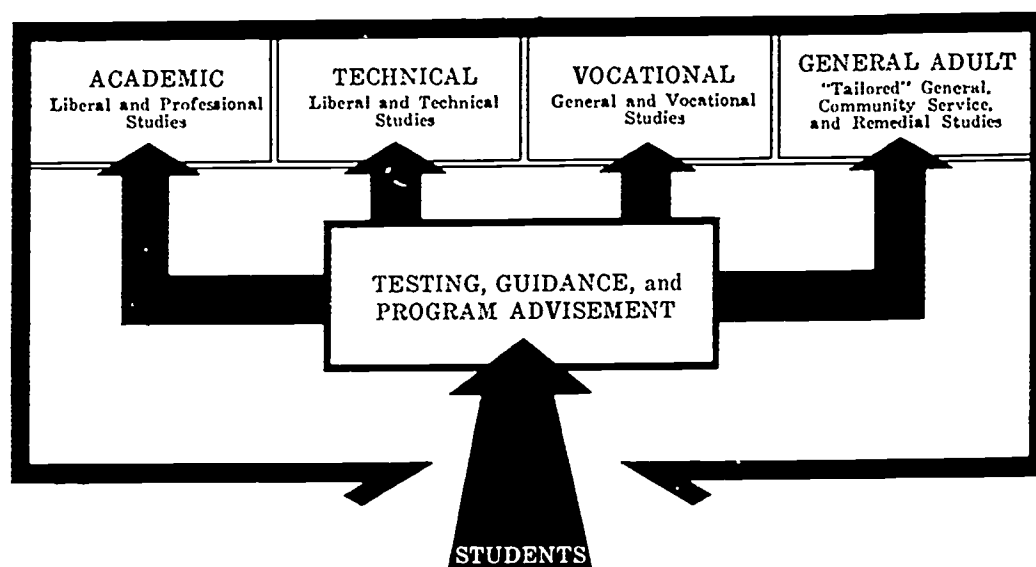 ACADEMIC
Liberal and Professional
Studies
TECHNICAL
Liberal and Technical
Studies
VOCATIONAL
General and Vocational
Studies
GENERAL ADULT
"Tailored" General,
Community Service,
and Remedial Studies
TESTING, GUIDANCE, and
PROGRAM ADVISEMENT
STUDENTS